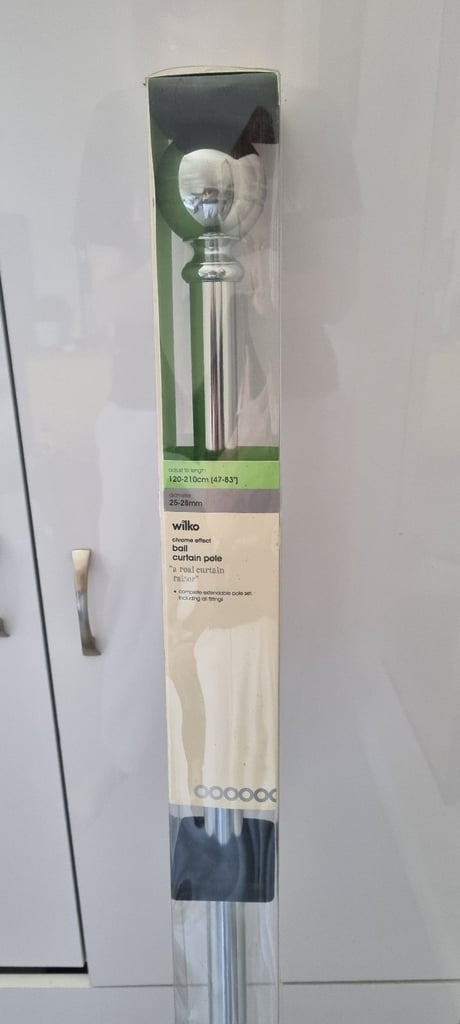 adjust to length
120-210cm (47-83")
diameter
25-28mm
wilko
chrome effect
ball
curtain pole
"a real curtain
raiser"
• complete extendable pole set,
including all fittings